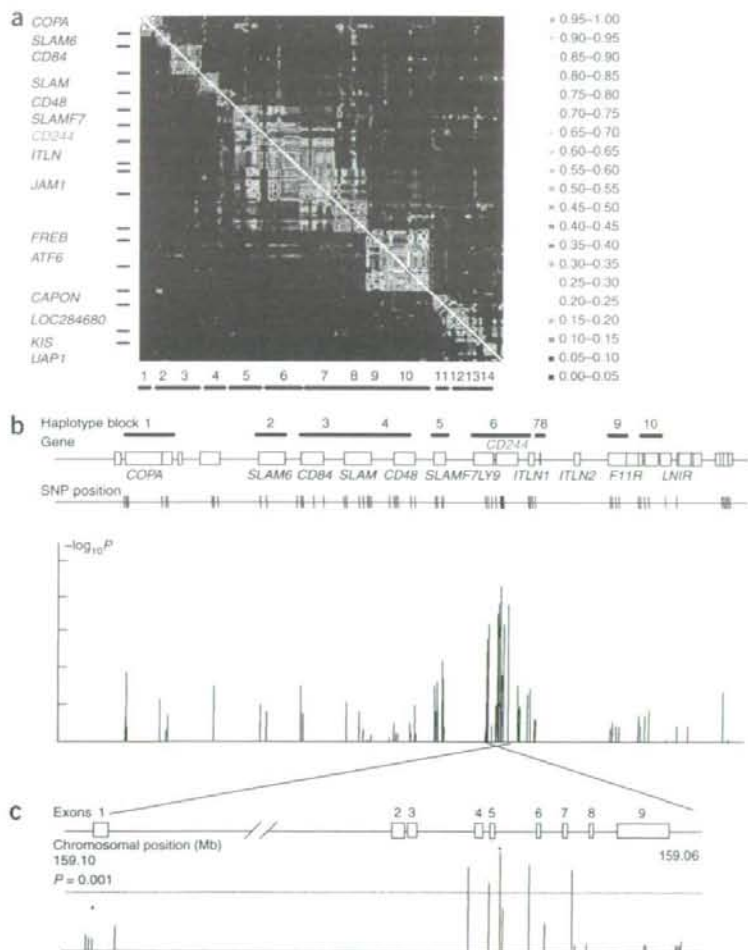 a
COPA
SLAM6
CD84
SLAM
CD48
SLAMF7
CD244
ITLN
JAM1
FREB
ATF6
CAPON
LOC284680
KIS
UAP1
0.95–1.00
0.90–0.95
0.85–0.90
0.80–0.85
0.75–0.80
0.70–0.75
0.65–0.70
0.60–0.65
0.55–0.60
0.50–0.55
0.45–0.50
0.40–0.45
0.35–0.40
0.30–0.35
0.25–0.30
0.20–0.25
0.15–0.20
0.10–0.15
0.05–0.10
0.00–0.05
1 2 3 4 5 6 7 8 9 10 11 12 13 14
b
Haplotype block 1 2 3 4 5 6 7 8 9 10
Gene CD244
COPA SLAM6 CD84 SLAM CD48 SLAMF7 LY9 ITLN1 ITLN2 F11R LNIR
SNP position
–log10P
c
Exons 1 2 3 4 5 6 7 8 9
Chromosomal position (Mb)
159.10 159.06
P = 0.001